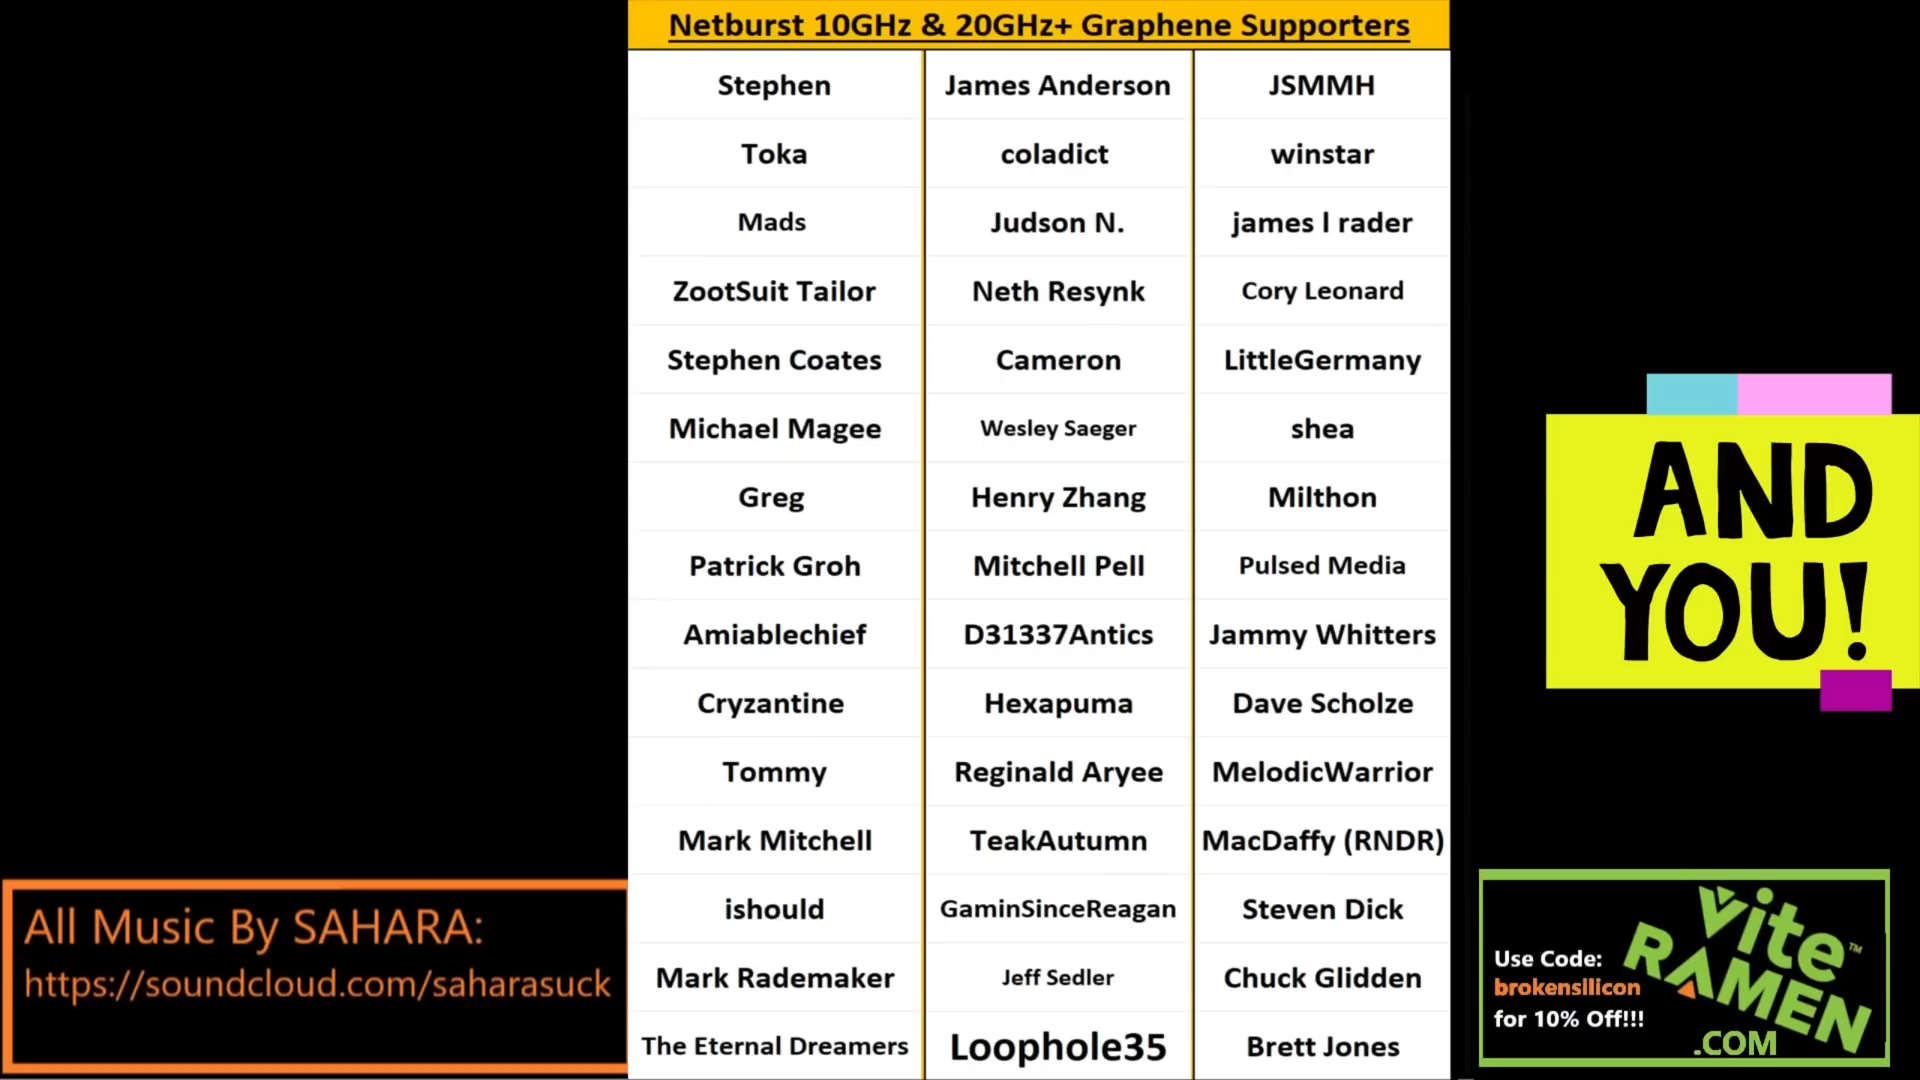 Netburst 10GHz & 20GHz+ Graphene Supporters
Stephen James Anderson JSMMH
Toka coladict winstar
Mads Judson N. james l rader
ZootSuit Tailor Neth Resynk Cory Leonard
Stephen Coates Cameron LittleGermany
Michael Magee Wesley Saeger shea
Greg Henry Zhang Milthon
Patrick Groh Mitchell Pell Pulsed Media
Amiablechief D31337Antics Jammy Whitters
Cryzantine Hexapuma Dave Scholze
Tommy Reginald Aryee MelodicWarrior
Mark Mitchell TeakAutumn MacDaffy (RNDR)
ishould GaminSinceReagan Steven Dick
Mark Rademaker Jeff Sedler Chuck Glidden
The Eternal Dreamers Loophole35 Brett Jones
AND
YOU!
All Music By SAHARA:
https://soundcloud.com/saharasuck
Use Code:
brokensilicon
for 10% Off!!!
Vite™
RAMEN
.COM